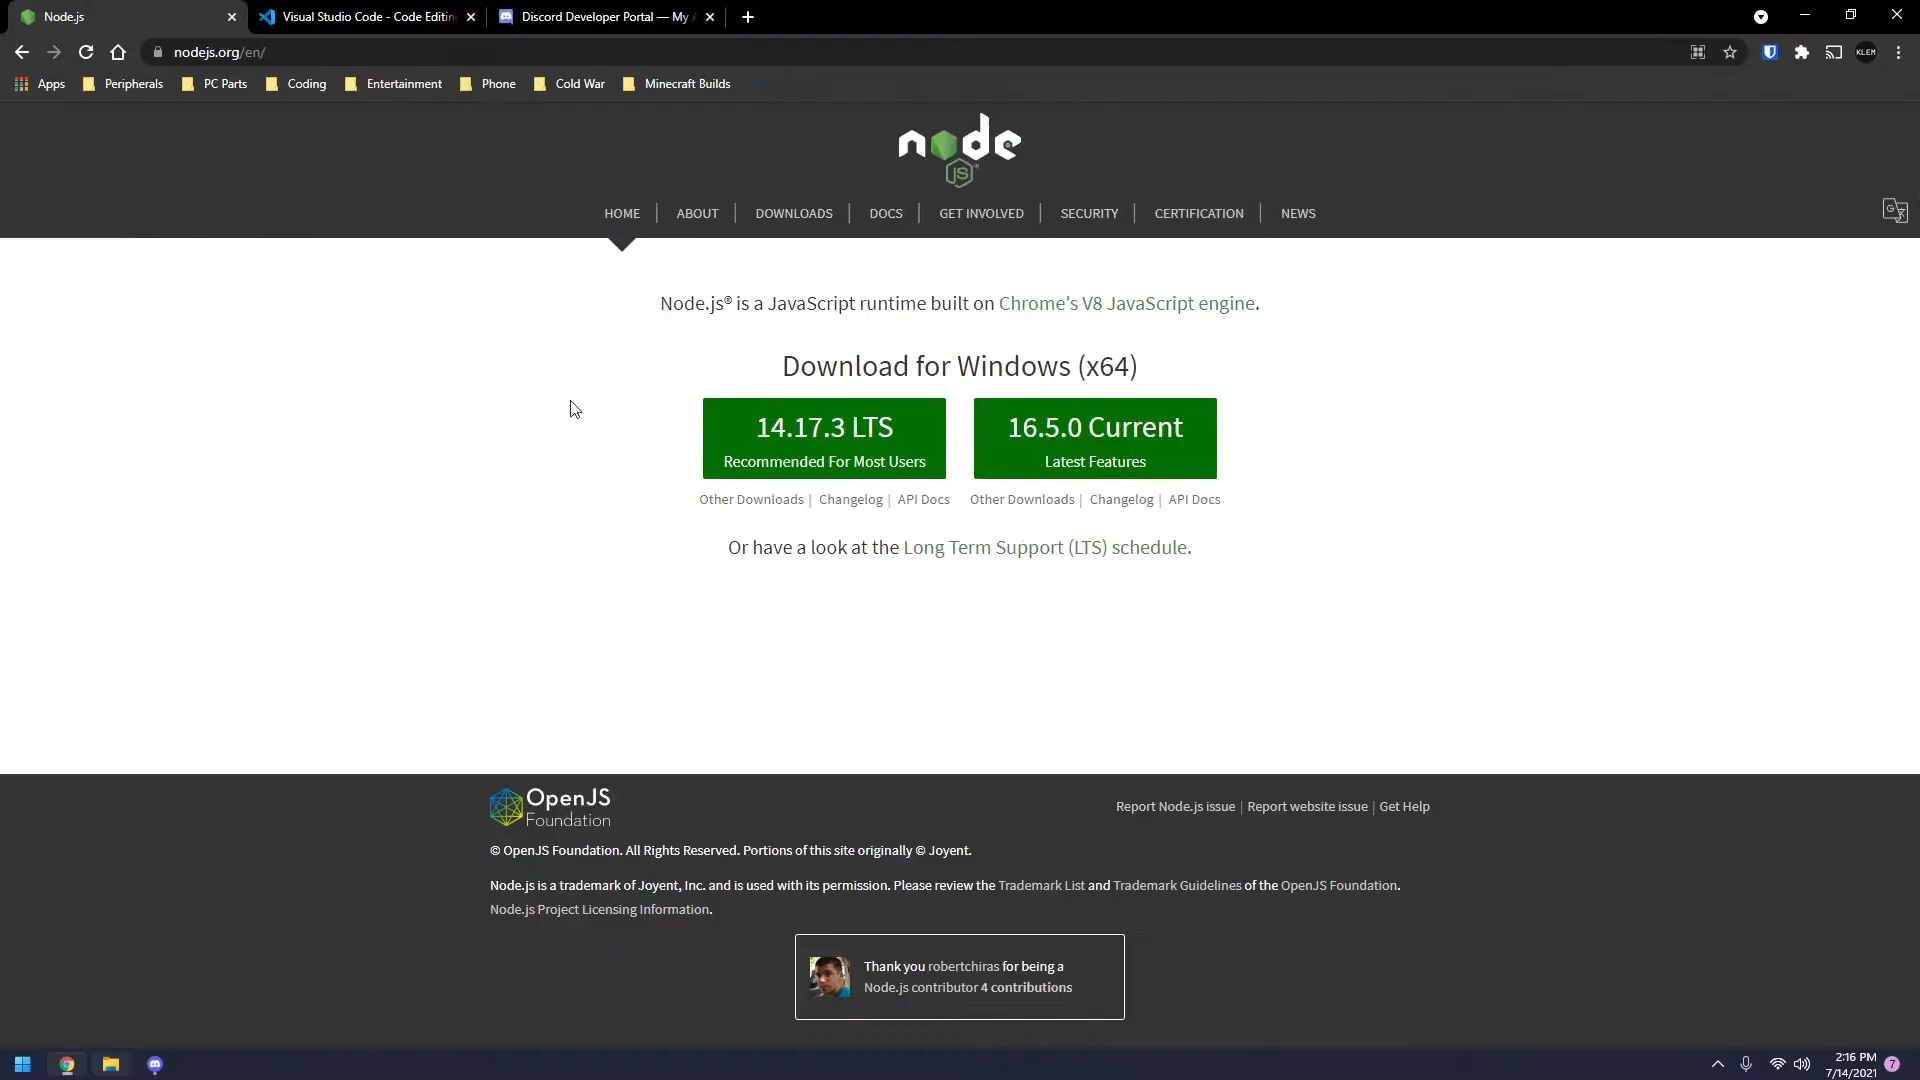 Node.js
Visual Studio Code - Code Editin
Discord Developer Portal — My A
nodejs.org/en/
KLEM
Apps
Peripherals
PC Parts
Coding
Entertainment
Phone
Cold War
Minecraft Builds
node
JS
HOME
ABOUT
DOWNLOADS
DOCS
GET INVOLVED
SECURITY
CERTIFICATION
NEWS
Node.js® is a JavaScript runtime built on Chrome's V8 JavaScript engine.
Download for Windows (x64)
14.17.3 LTS
Recommended For Most Users
16.5.0 Current
Latest Features
Other Downloads | Changelog | API Docs
Other Downloads | Changelog | API Docs
Or have a look at the Long Term Support (LTS) schedule.
OpenJS
Foundation
Report Node.js issue | Report website issue | Get Help
© OpenJS Foundation. All Rights Reserved. Portions of this site originally © Joyent.
Node.js is a trademark of Joyent, Inc. and is used with its permission. Please review the Trademark List and Trademark Guidelines of the OpenJS Foundation.
Node.js Project Licensing Information.
Thank you robertchiras for being a
Node.js contributor 4 contributions
2:16 PM
7/14/2021
7